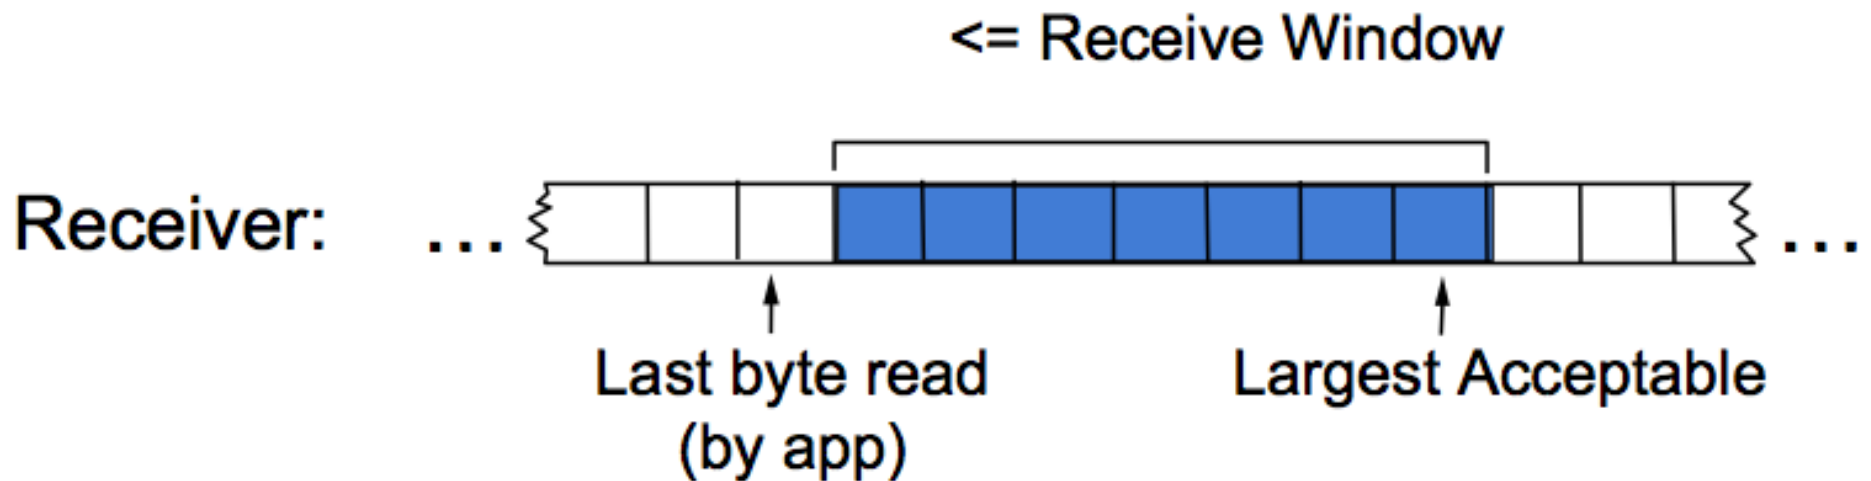 <= Receive Window
Receiver: ... ...
Last byte read
(by app)
Largest Acceptable